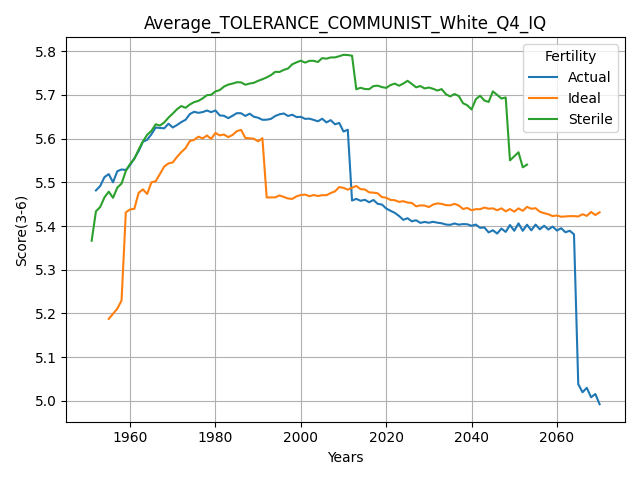 Average_TOLERANCE_COMMUNIST_White_Q4_IQ
Score(3-6)
5.8
5.7
5.6
5.5
5.4
5.3
5.2
5.1
5.0
Fertility
Actual
Ideal
Sterile
1960 1980 2000 2020 2040 2060
Years